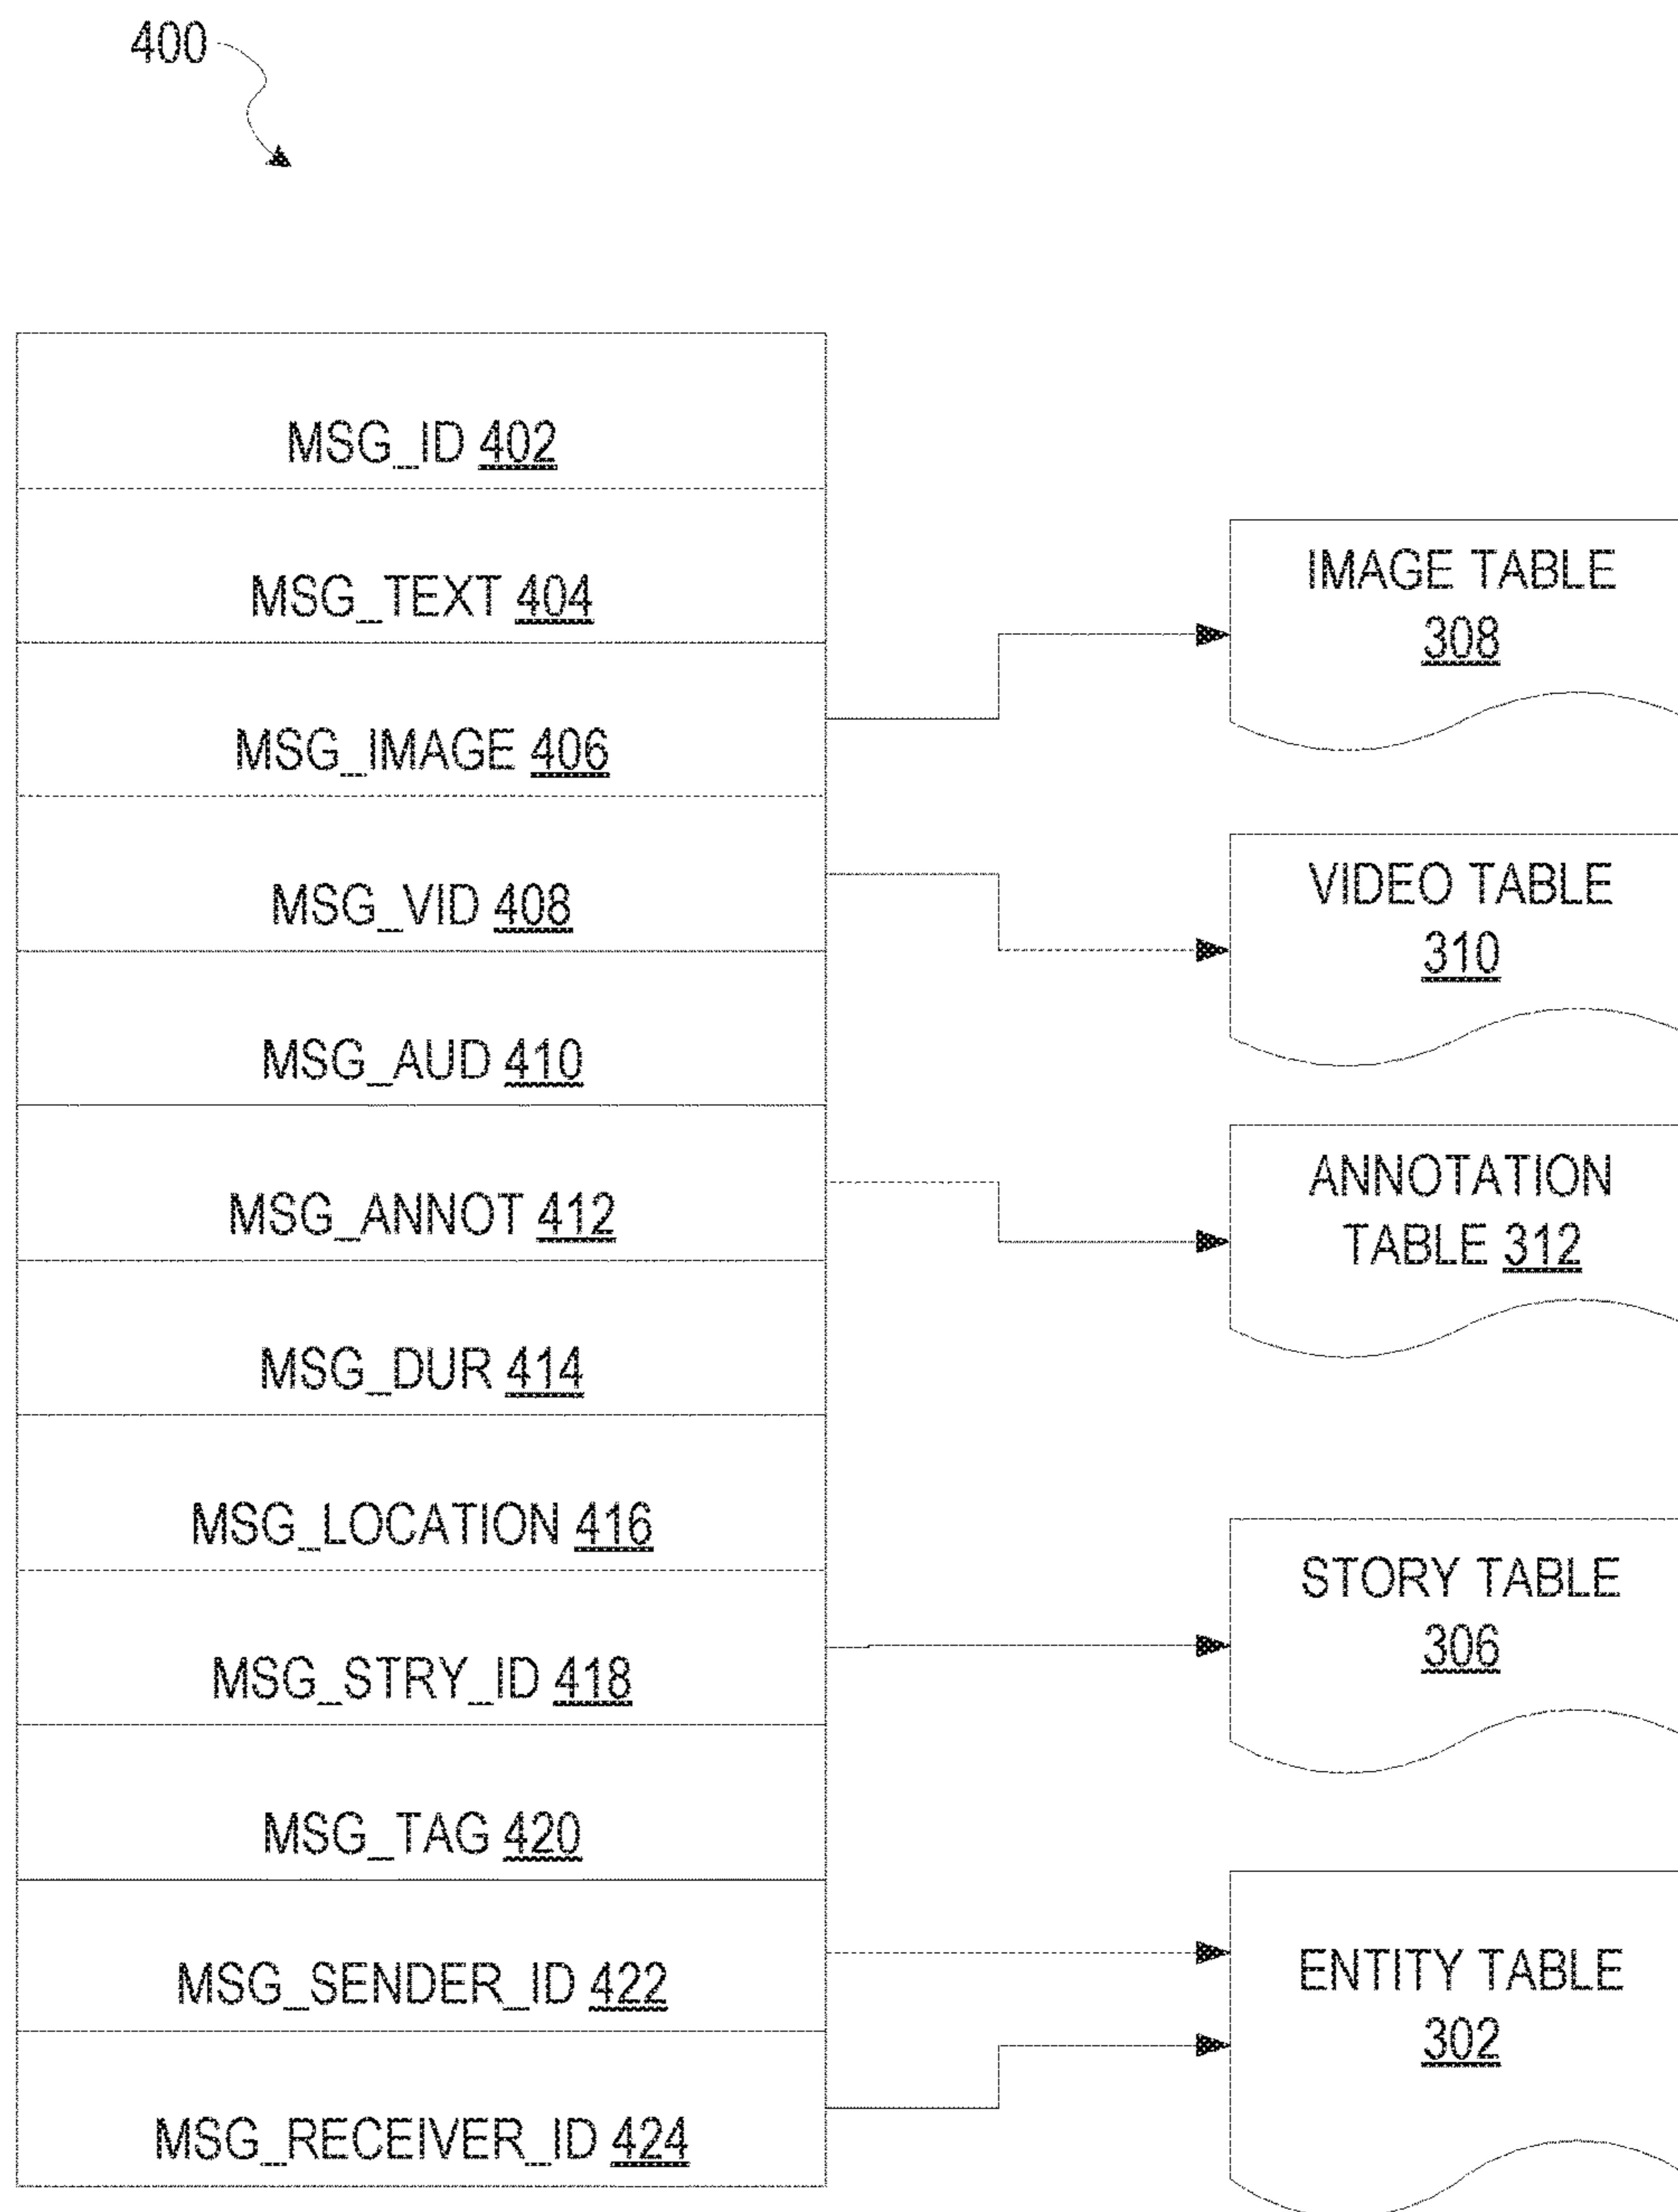 400
MSG_ID 402
MSG_TEXT 404
MSG_IMAGE 406
MSG_VID 408
MSG_AUD 410
MSG_ANNOT 412
MSG_DUR 414
MSG_LOCATION 416
MSG_STRY_ID 418
MSG_TAG 420
MSG_SENDER_ID 422
MSG_RECEIVER_ID 424
IMAGE TABLE
308
VIDEO TABLE
310
ANNOTATION
TABLE 312
STORY TABLE
306
ENTITY TABLE
302